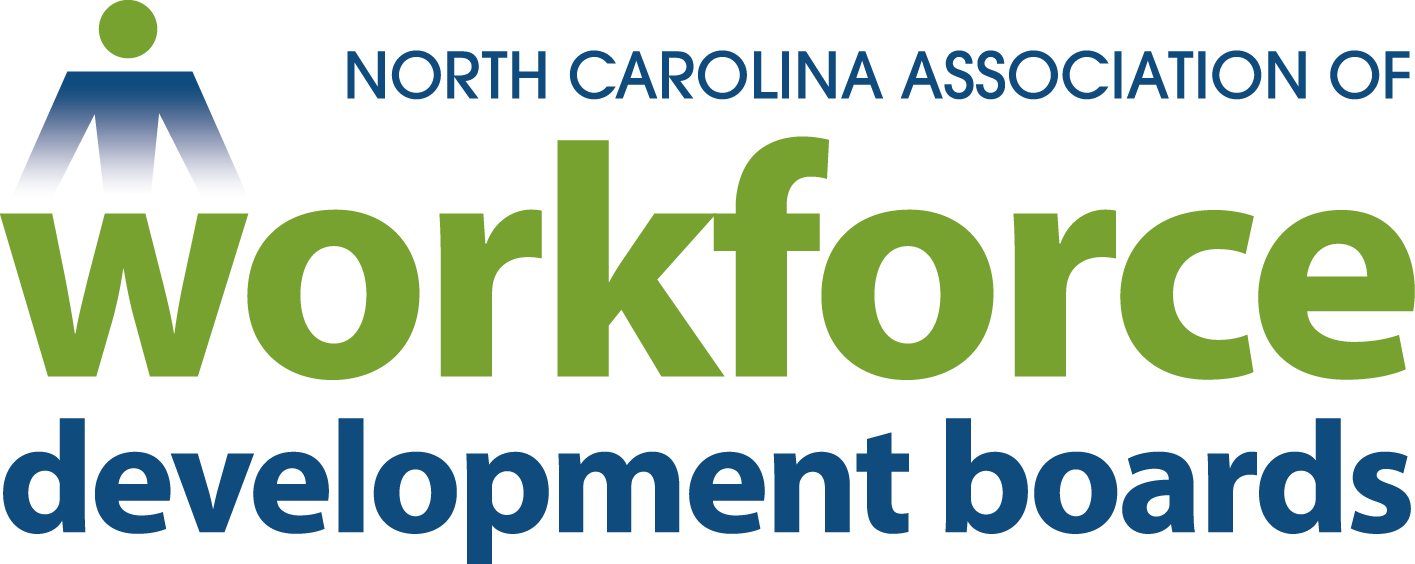 NORTH CAROLINA ASSOCIATION OF
workforce
development boards